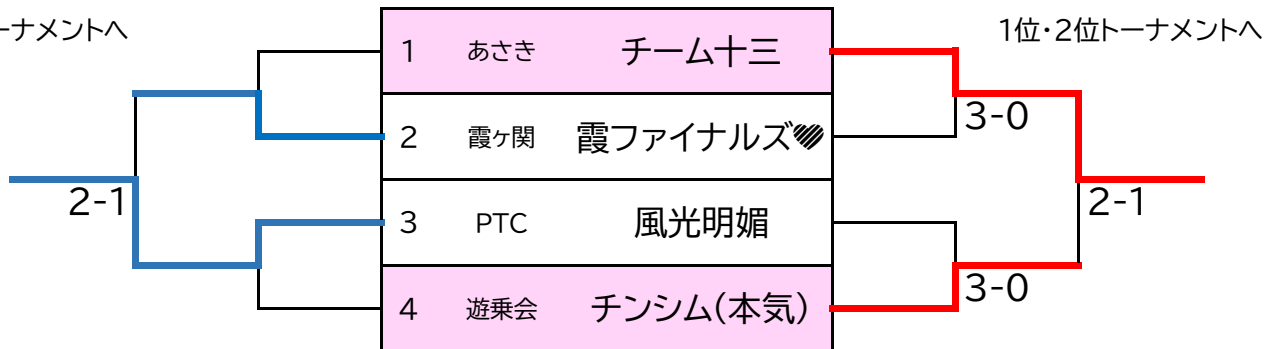 ーナメントへ
1位・2位トーナメントへ
1 あさき チーム十三
2 霞ヶ関 霞ファイナルズ
3 PTC 風光明媚
4 遊乗会 チンシム(本気)
3-0
2-1
2-1
3-0